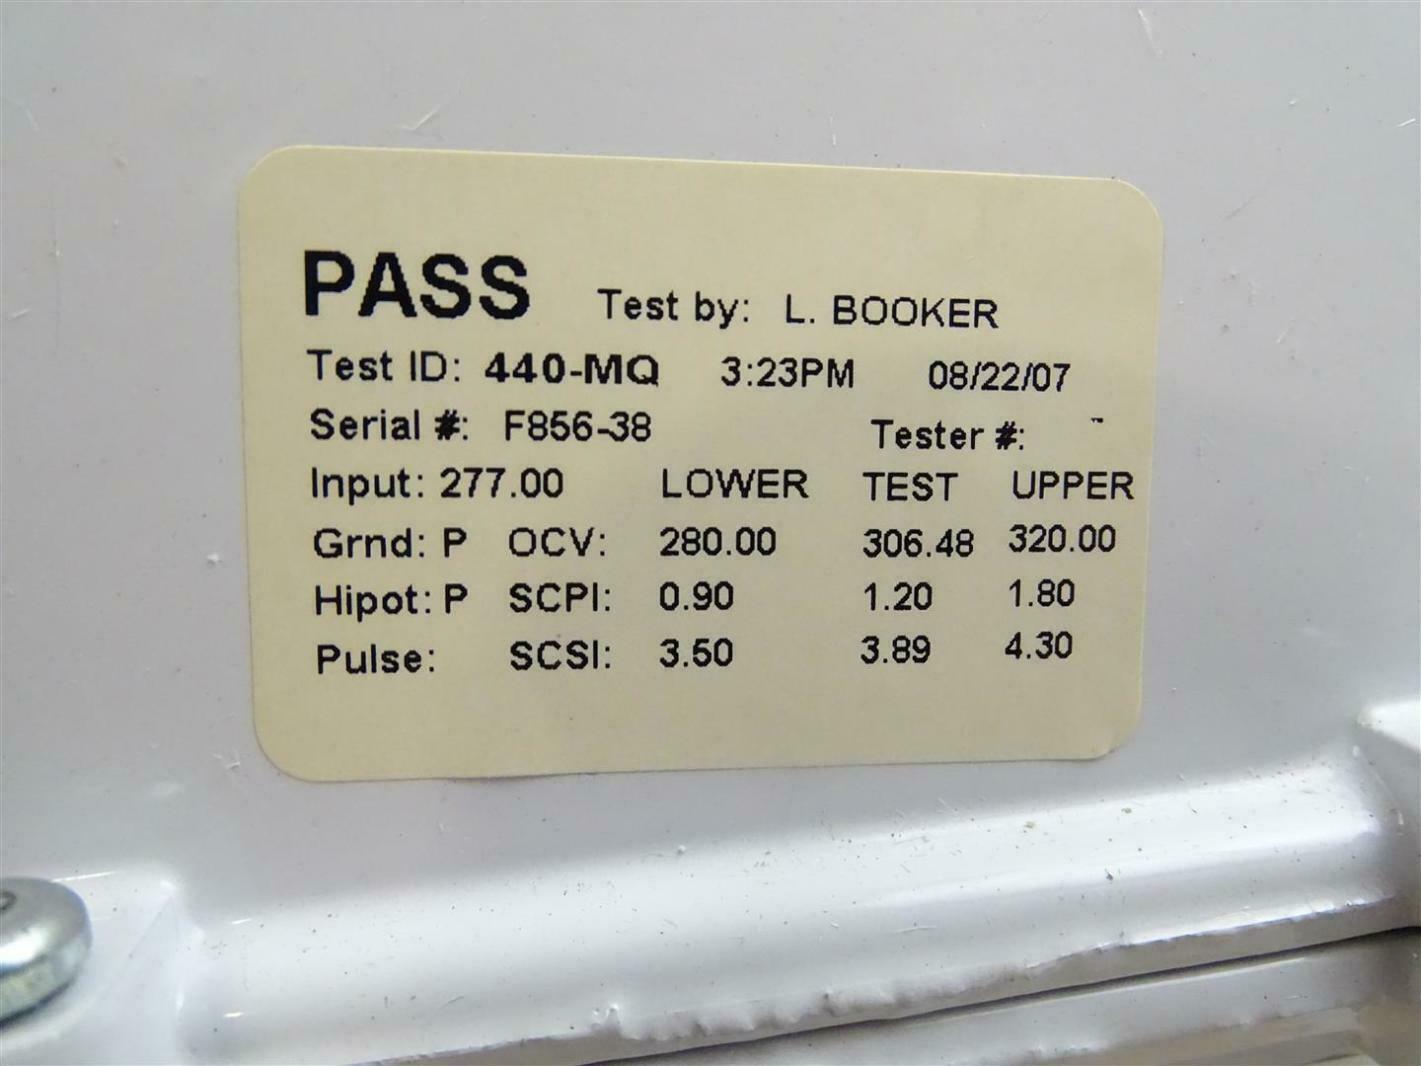 PASS Test by: L. BOOKER
Test ID: 440-MQ 3:23PM 08/22/07
Serial #: F856-38 Tester #: -
Input: 277.00 LOWER TEST UPPER
Grnd: P OCV: 280.00 306.48 320.00
Hipot: P SCPI: 0.90 1.20 1.80
Pulse: SCSI: 3.50 3.89 4.30